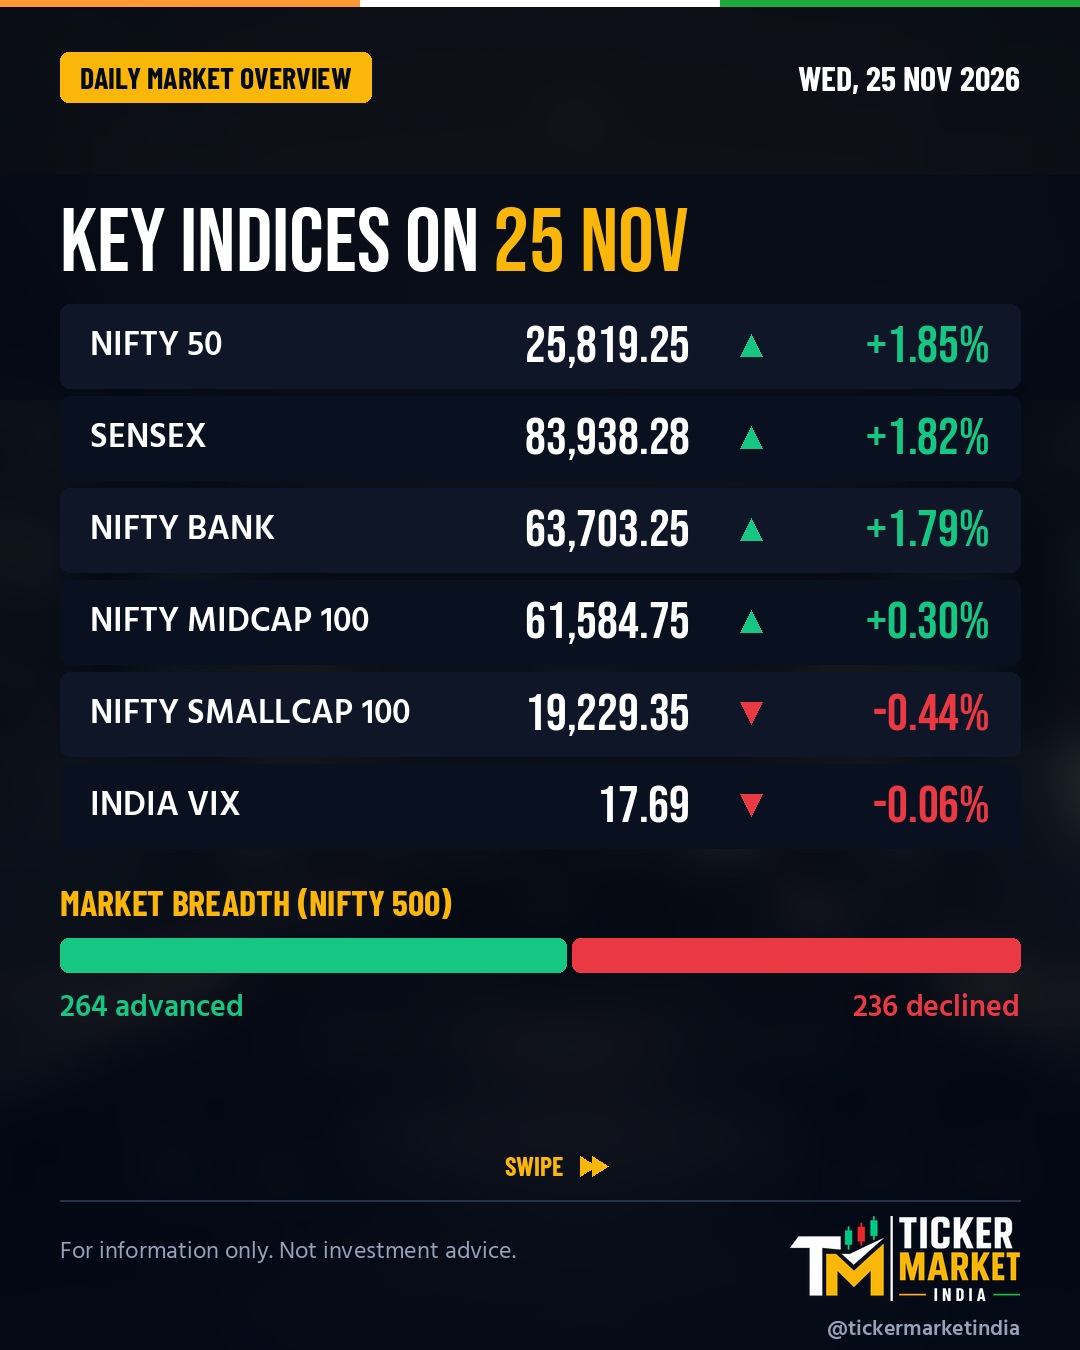 DAILY MARKET OVERVIEW
WED, 25 NOV 2026
KEY INDICES ON 25 NOV
NIFTY 50 25,819.25 ▲ +1.85%
SENSEX 83,938.28 ▲ +1.82%
NIFTY BANK 63,703.25 ▲ +1.79%
NIFTY MIDCAP 100 61,584.75 ▲ +0.30%
NIFTY SMALLCAP 100 19,229.35 ▼ -0.44%
INDIA VIX 17.69 ▼ -0.06%
MARKET BREADTH (NIFTY 500)
264 advanced 236 declined
SWIPE
For information only. Not investment advice.
TM TICKER
MARKET
INDIA
@tickermarketindia